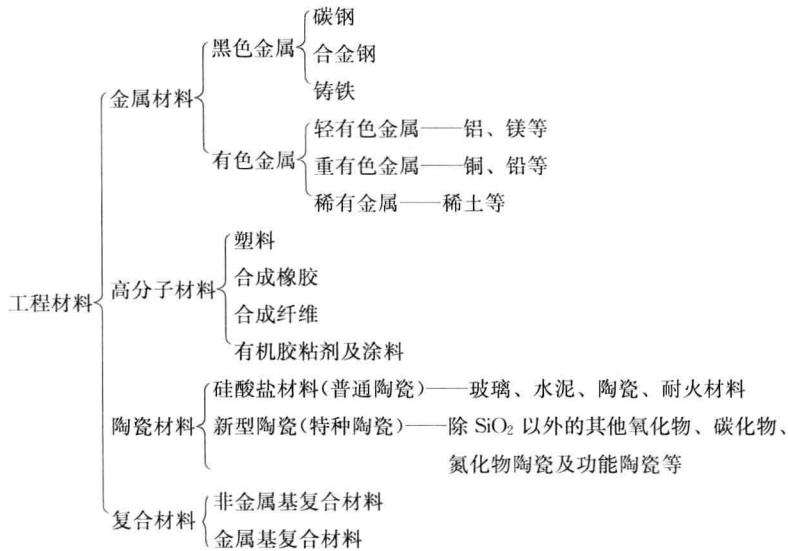 碳钢
黑色金属
合金钢
铸铁
金属材料
轻有色金属——铝、镁等
有色金属
重有色金属——铜、铅等
稀有金属——稀土等
塑料
合成橡胶
高分子材料
工程材料
合成纤维
有机胶粘剂及涂料
硅酸盐材料(普通陶瓷)——玻璃、水泥、陶瓷、耐火材料
陶瓷材料
新型陶瓷(特种陶瓷)——除 SiO₂ 以外的其他氧化物、碳化物、
氮化物陶瓷及功能陶瓷等
非金属基复合材料
复合材料
金属基复合材料